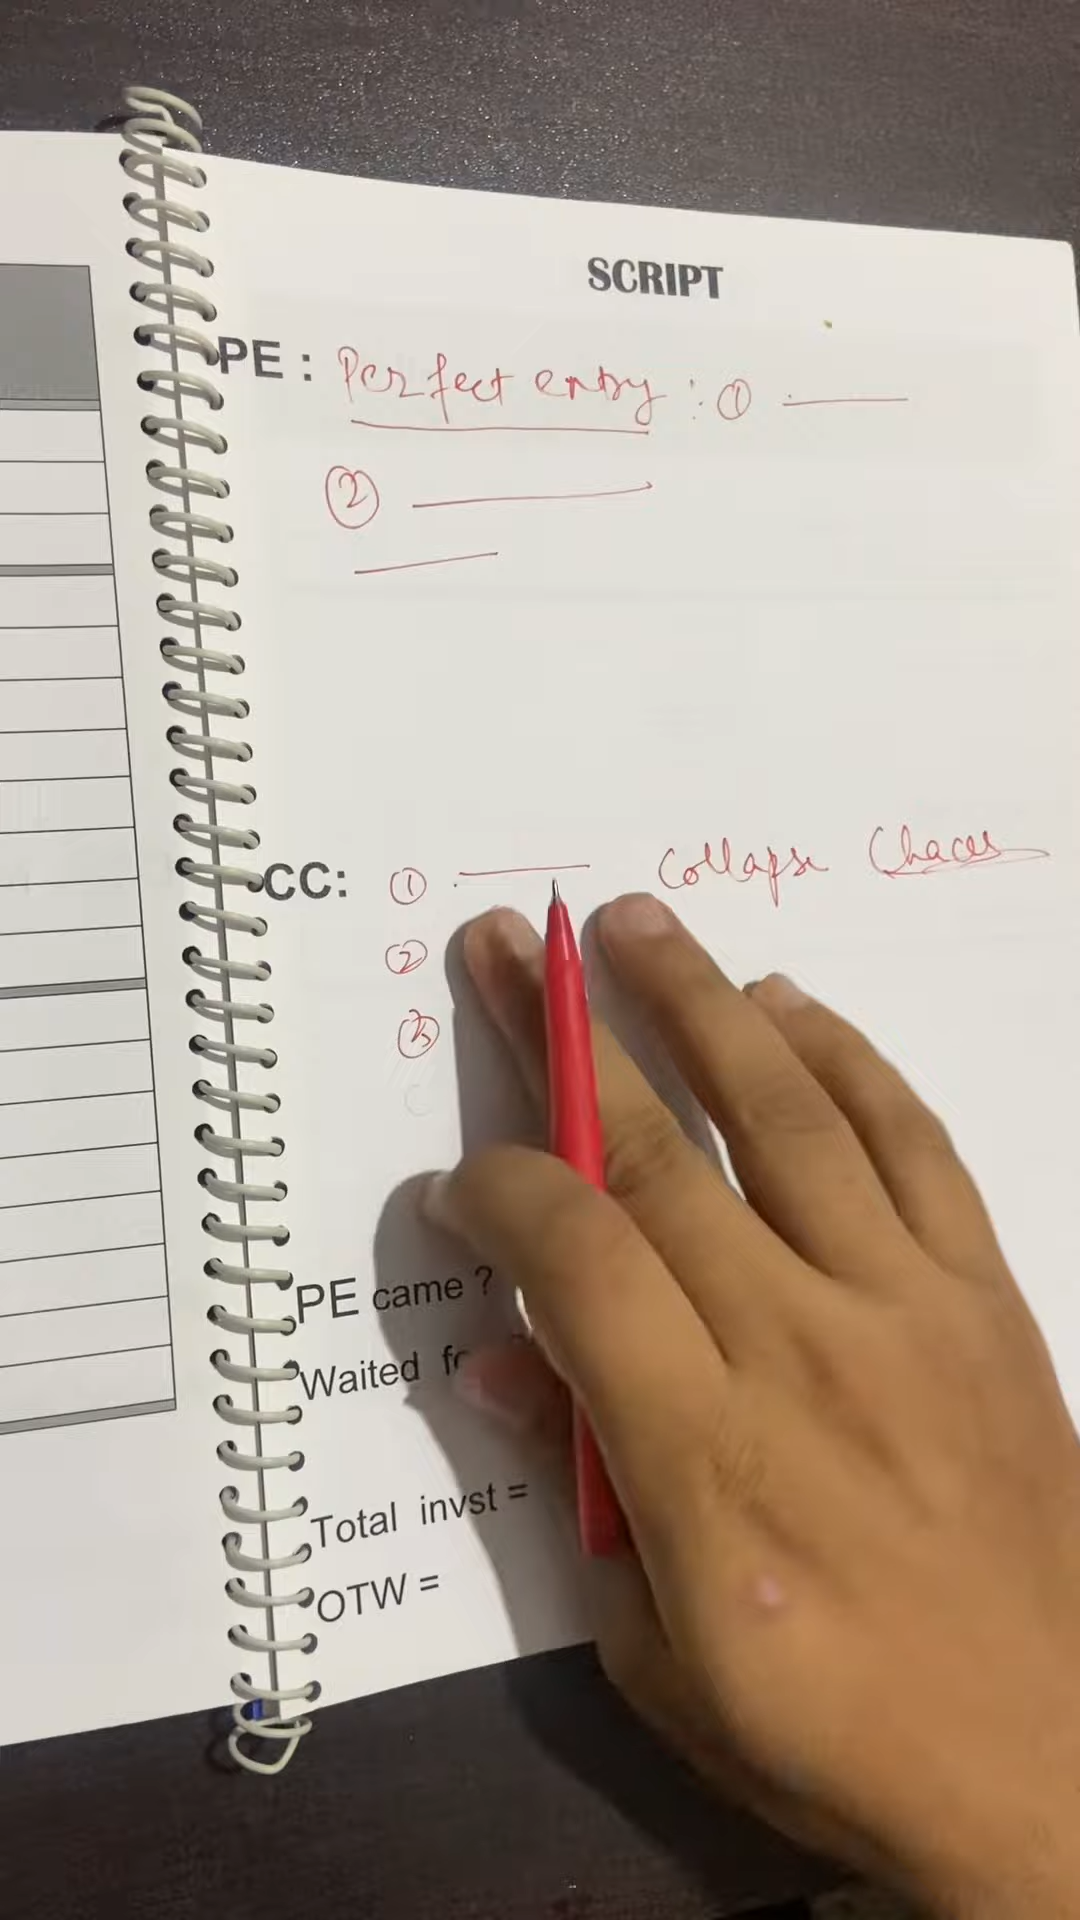 SCRIPT
PE : Perfect entry : ①
②
CC: ① Collapse Chaces
②
③
PE came ?
Waited
Total invst =
OTW =